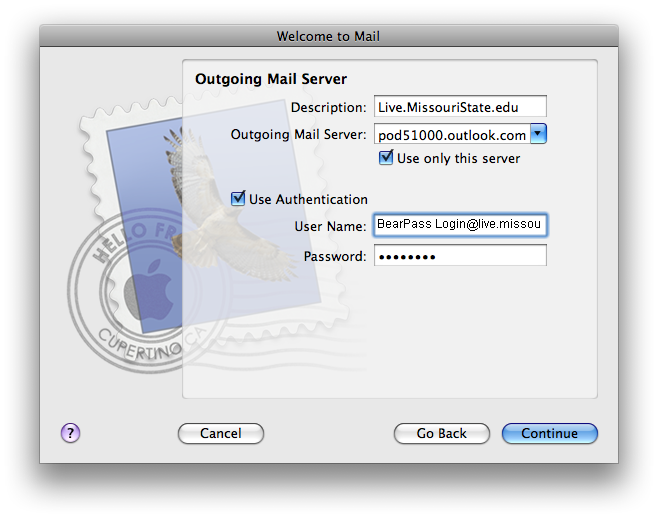 Welcome to Mail
Outgoing Mail Server
Description: Live.MissouriState.edu
Outgoing Mail Server: pod51000.outlook.com
Use only this server
Use Authentication
User Name: BearPass Login@live.missou
Password: ••••••••
HELLO FR
CUPERTINO, CA
? Cancel Go Back Continue